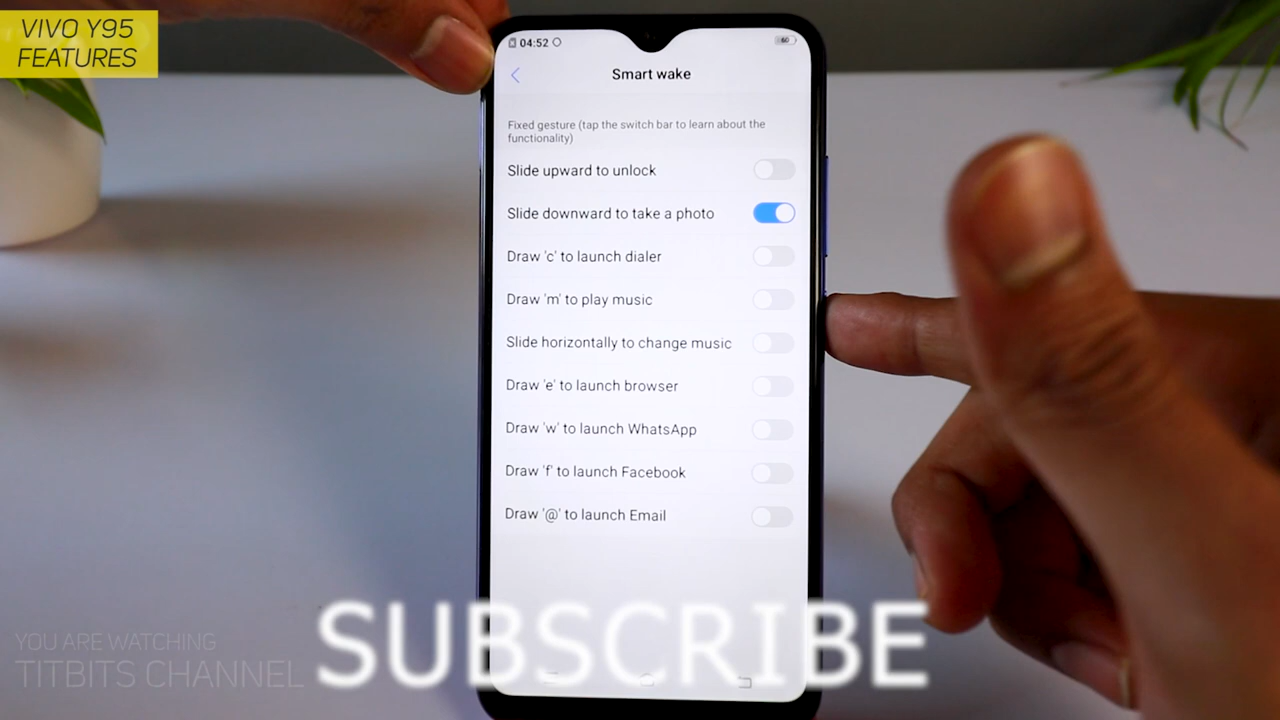 VIVO Y95
FEATURES
04:52
60
Smart wake
Fixed gesture (tap the switch bar to learn about the
functionality)
Slide upward to unlock
Slide downward to take a photo
Draw 'c' to launch dialer
Draw 'm' to play music
Slide horizontally to change music
Draw 'e' to launch browser
Draw 'w' to launch WhatsApp
Draw 'f' to launch Facebook
Draw '@' to launch Email
SUBSCRIBE
YOU ARE WATCHING
TITBITS CHANNEL